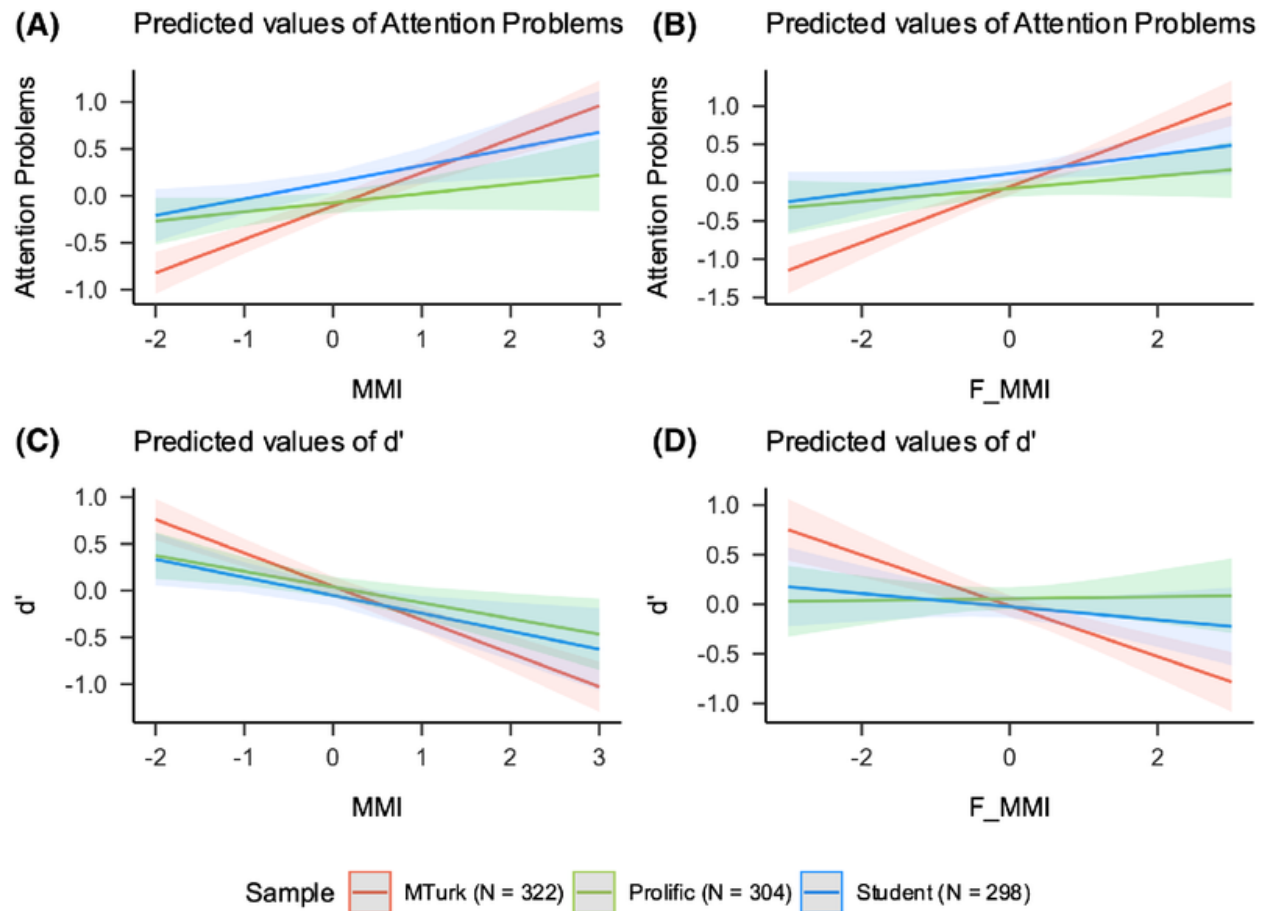 (A) Predicted values of Attention Problems
Attention Problems
1.0
0.5
0.0
-0.5
-1.0
-2 -1 0 1 2 3
MMI
(B) Predicted values of Attention Problems
Attention Problems
1.0
0.5
0.0
-0.5
-1.0
-1.5
-2 0 2
F_MMI
(C) Predicted values of d'
d'
1.0
0.5
0.0
-0.5
-1.0
-2 -1 0 1 2 3
MMI
(D) Predicted values of d'
d'
1.0
0.5
0.0
-0.5
-1.0
-2 0 2
F_MMI
Sample MTurk (N = 322) Prolific (N = 304) Student (N = 298)